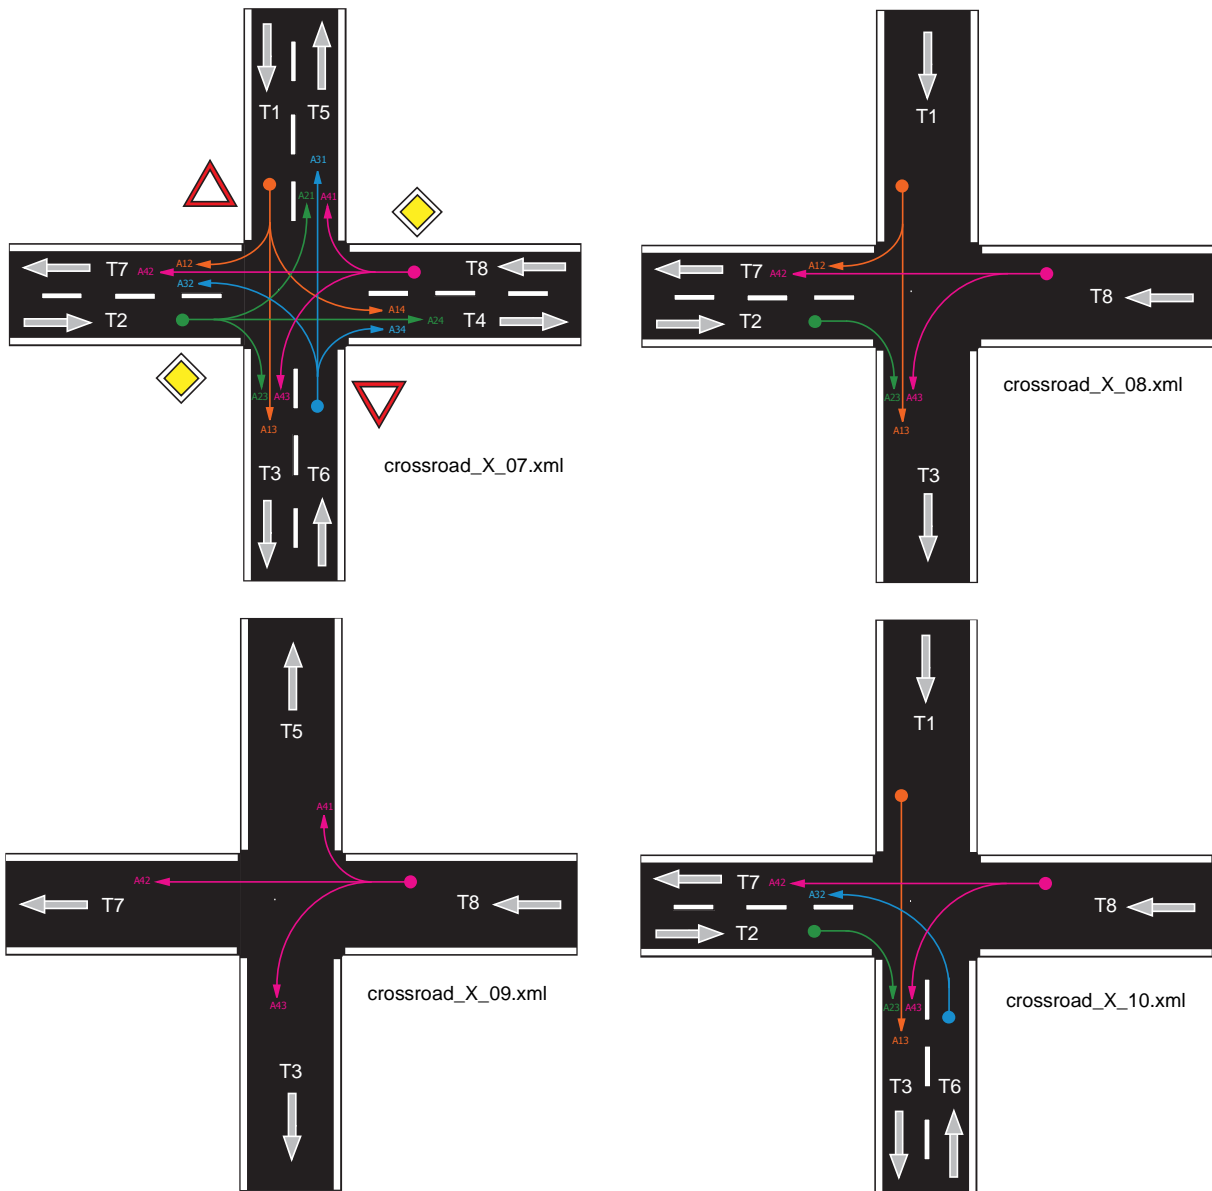 T1 T5
A31
A21 A41
T7 A42 A12 T8
A32
T2 A14 T4
A24
A34
A23 A43
A13
T3 T6
crossroad_X_07.xml
T1
T7 A42 A12
T8
T2
A23 A43
A13
crossroad_X_08.xml
T3
T5
A41
A42
T7 T8
A43
crossroad_X_09.xml
T3
T1
T7 A42
A32
T8
T2
A23 A43
A13
crossroad_X_10.xml
T3 T6